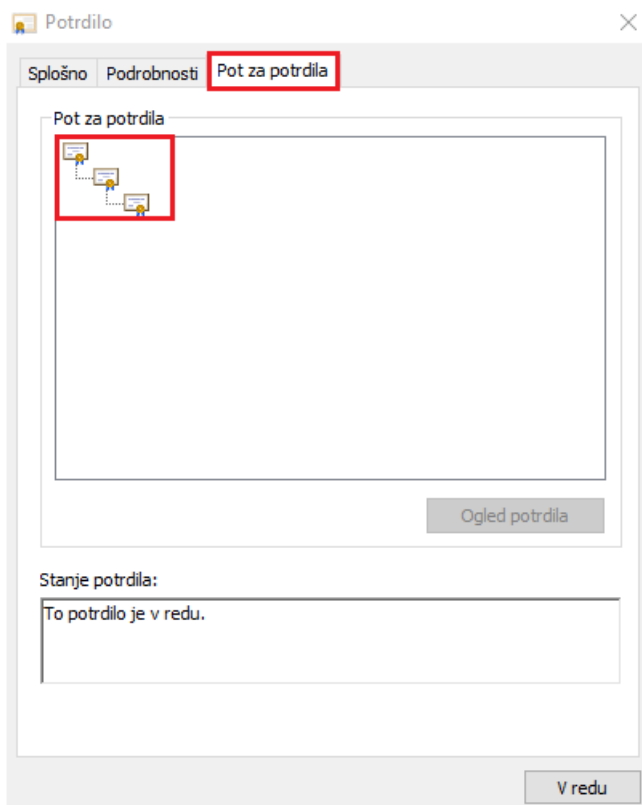 Potrdilo
Splošno Podrobnosti Pot za potrdila
Pot za potrdila
Ogled potrdila
Stanje potrdila:
To potrdilo je v redu.
V redu